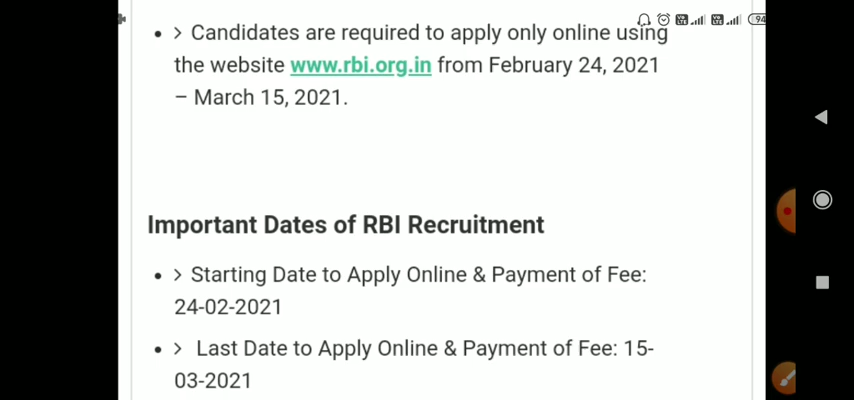 > Candidates are required to apply only online using
the website www.rbi.org.in from February 24, 2021
– March 15, 2021.
Important Dates of RBI Recruitment
> Starting Date to Apply Online & Payment of Fee:
24-02-2021
> Last Date to Apply Online & Payment of Fee: 15-
03-2021
94